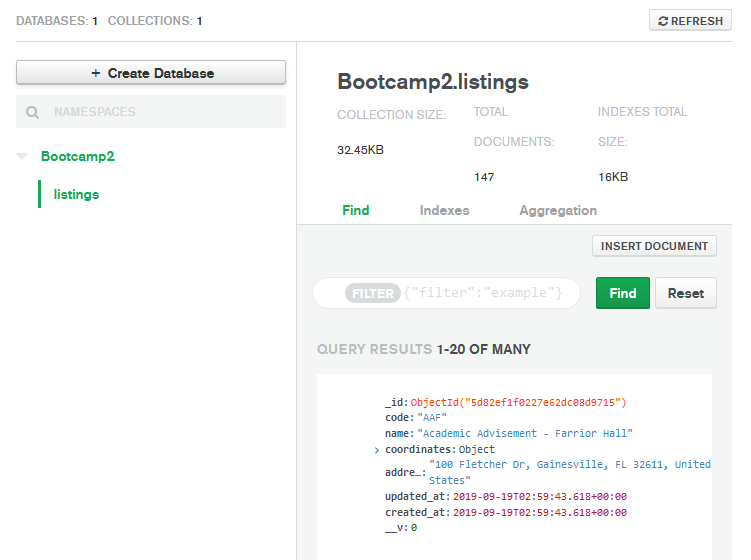 DATABASES: 1 COLLECTIONS: 1
REFRESH
+ Create Database
NAMESPACES
Bootcamp2
listings
Bootcamp2.listings
COLLECTION SIZE:
32.45KB
TOTAL
DOCUMENTS:
147
INDEXES TOTAL
SIZE:
16KB
Find Indexes Aggregation
INSERT DOCUMENT
FILTER {"filter":"example"}
Find
Reset
QUERY RESULTS 1-20 OF MANY
_id: ObjectId("5d82ef1f0227e62dc08d9715")
code: "AAF"
name: "Academic Advisement - Farrior Hall"
coordinates: Object
addre…: "100 Fletcher Dr, Gainesville, FL 32611, United
States"
updated_at: 2019-09-19T02:59:43.618+00:00
created_at: 2019-09-19T02:59:43.618+00:00
__v: 0